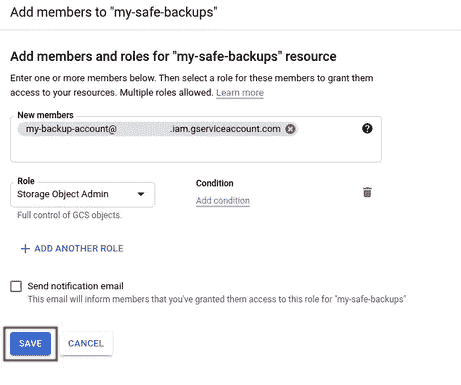 Add members to "my-safe-backups"
Add members and roles for "my-safe-backups" resource
Enter one or more members below. Then select a role for these members to grant them
access to your resources. Multiple roles allowed. Learn more
New members
my-backup-account@ .iam.gserviceaccount.com
Role
Storage Object Admin
Condition
Add condition
Full control of GCS objects.
+ ADD ANOTHER ROLE
Send notification email
This email will inform members that you've granted them access to this role for "my-safe-backups"
SAVE
CANCEL